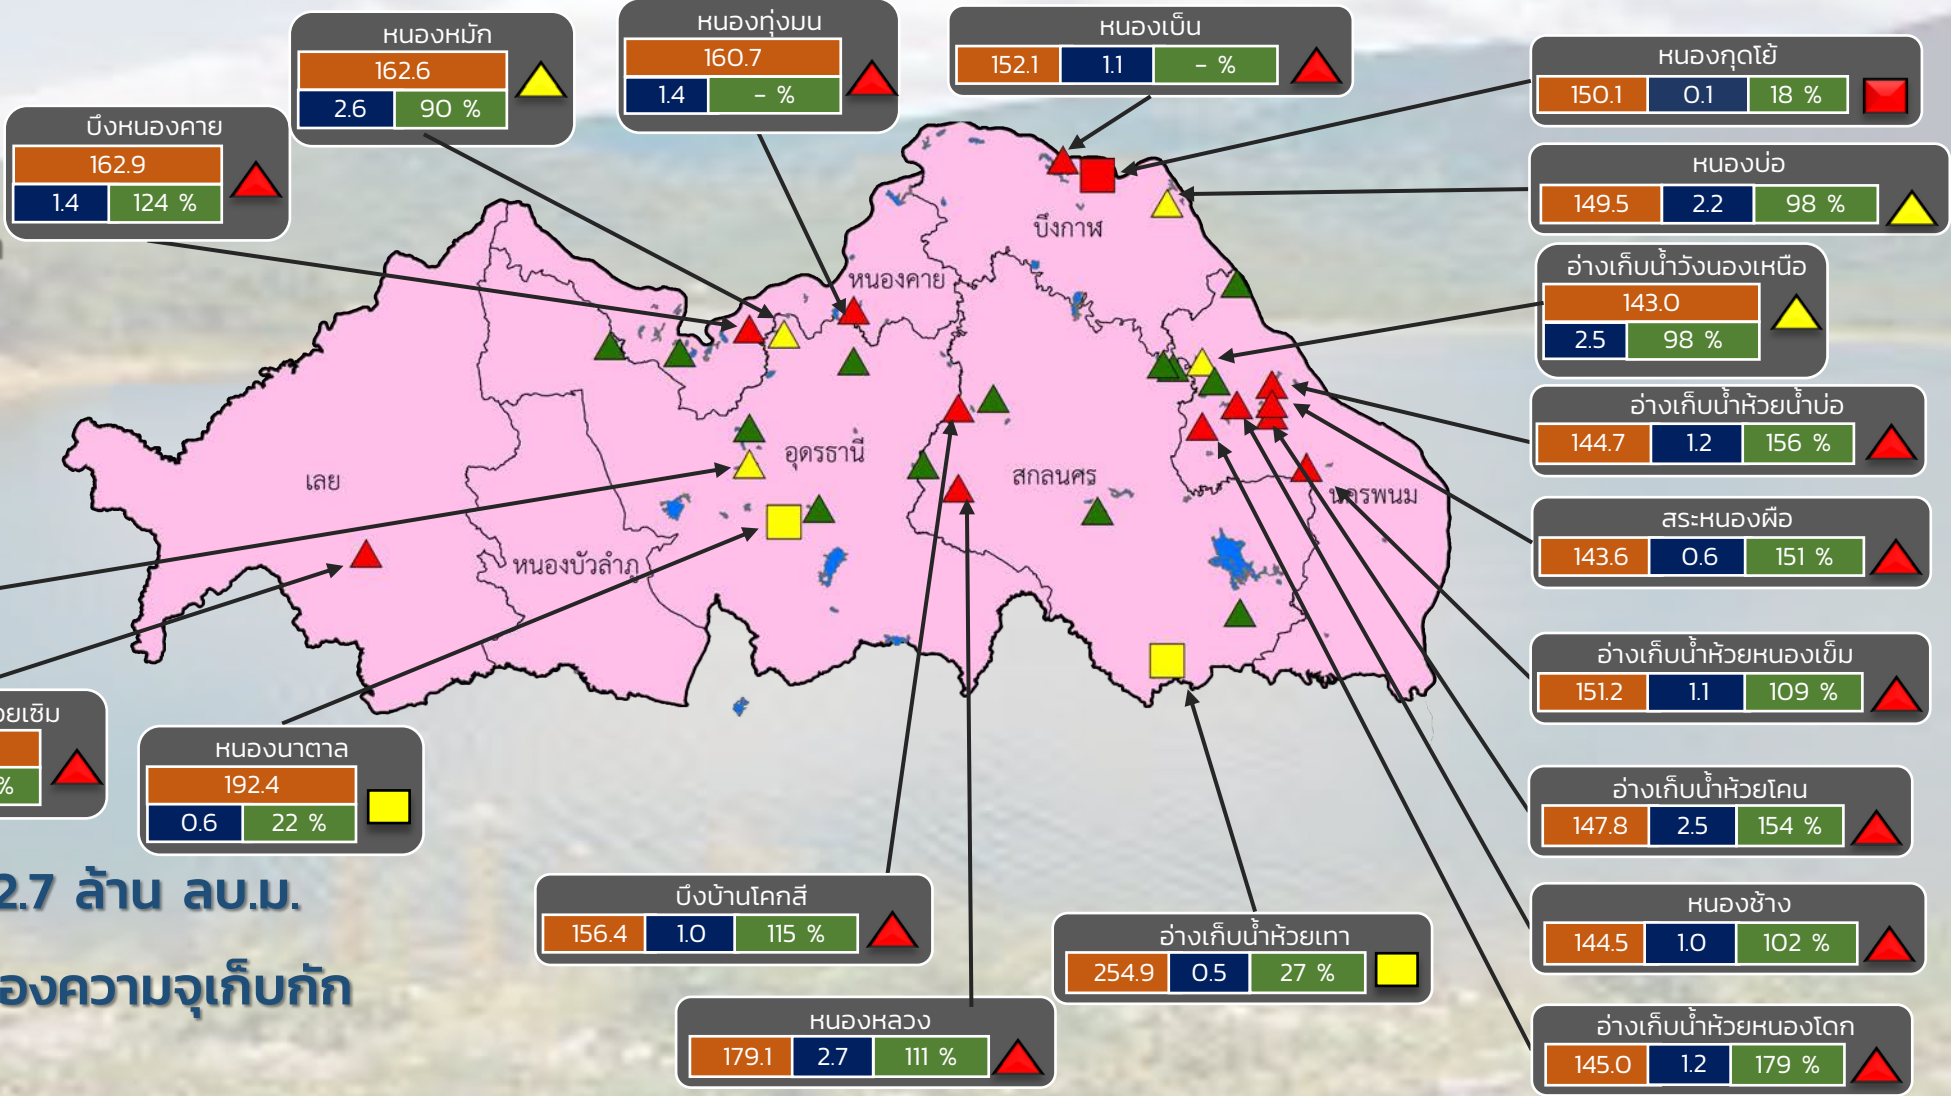 หนองหมัก
162.6
2.6 90 %
หนองทุ่งมน
160.7
1.4 - %
หนองเบ็น
152.1 1.1 - %
หนองกุดโย้
150.1 0.1 18 %
บึงหนองคาย
162.9
1.4 124 %
หนองบ่อ
149.5 2.2 98 %
อ่างเก็บน้ำวังนองเหนือ
143.0
2.5 98 %
อ่างเก็บน้ำห้วยน้ำบ่อ
144.7 1.2 156 %
สระหนองผือ
143.6 0.6 151 %
อ่างเก็บน้ำห้วยหนองเข็ม
151.2 1.1 109 %
อ่างเก็บน้ำห้วยโคน
147.8 2.5 154 %
หนองช้าง
144.5 1.0 102 %
อ่างเก็บน้ำห้วยหนองโดก
145.0 1.2 179 %
บึงกาฬ
หนองคาย
อุดรธานี
สกลนคร
นครพนม
เลย
หนองบัวลำภู
วยเซิม
%
หนองนาตาล
192.4
0.6 22 %
2.7 ล้าน ลบ.ม.
องความจุเก็บกัก
บึงบ้านโคกสี
156.4 1.0 115 %
อ่างเก็บน้ำห้วยเทา
254.9 0.5 27 %
หนองหลวง
179.1 2.7 111 %